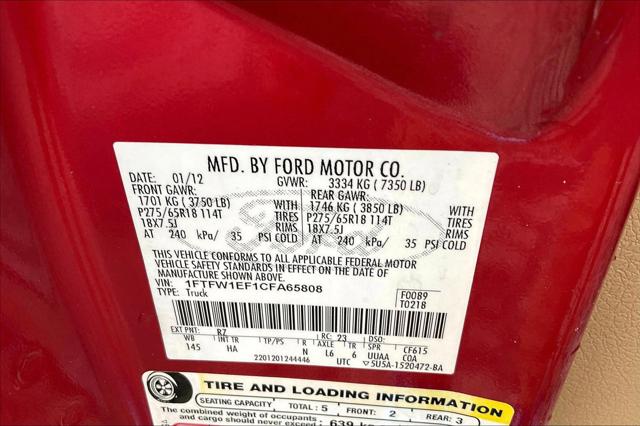 MFD. BY FORD MOTOR CO.
DATE: 01/12 GVWR: 3334 KG ( 7350 LB)
FRONT GAWR: REAR GAWR:
1701 KG ( 3750 LB) WITH 1746 KG ( 3850 LB) WITH
P275/65R18 114T TIRES P275/65R18 114T TIRES
18X7.5J RIMS 18X7.5J RIMS
AT 240 kPa/ 35 PSI COLD AT 240 kPa/ 35 PSI COLD
THIS VEHICLE CONFORMS TO ALL APPLICABLE FEDERAL MOTOR
VEHICLE SAFETY STANDARDS IN EFFECT ON THE DATE OF
MANUFACTURE SHOWN ABOVE.
VIN: 1FTFW1EF1CFA65808
TYPE: Truck
F0089
T0218
EXT PNT: RZ RC: 23 DSO:
WB INT TR TP/PS R AXLE TR SPR CF615
145 HA N L6 6 UUAA COA
2201201244446 UTC 5U5A-1520472-BA
Ford
TIRE AND LOADING INFORMATION
SEATING CAPACITY TOTAL: 5 FRONT: 2 REAR: 3
The combined weight of occupants
and cargo should never exceed 639